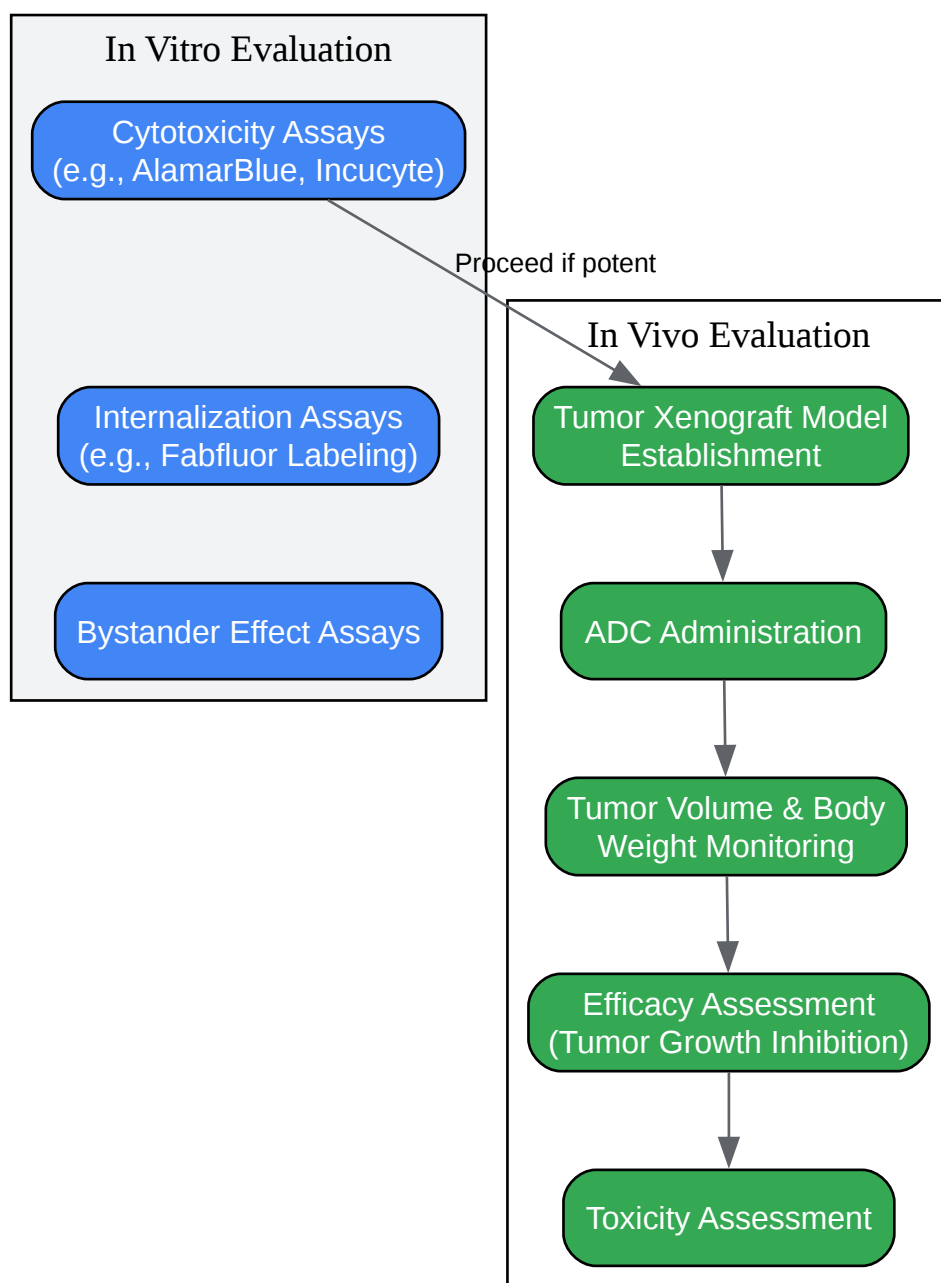 In Vitro Evaluation
Cytotoxicity Assays
(e.g., AlamarBlue, Incucyte)
Proceed if potent
Internalization Assays
(e.g., Fabfluor Labeling)
Bystander Effect Assays
In Vivo Evaluation
Tumor Xenograft Model
Establishment
ADC Administration
Tumor Volume & Body
Weight Monitoring
Efficacy Assessment
(Tumor Growth Inhibition)
Toxicity Assessment